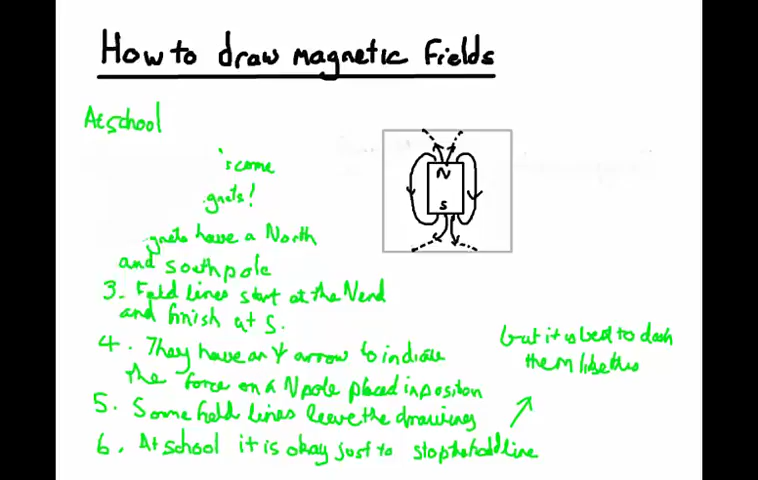 How to draw magnetic Fields
At school
some
gnets!
gnets have a North
and south pole
N
S
3. Field lines start at the N end
and finish at S.
but it is best to dash
them like this
4. They have an arrow to indicate
the force on a N pole placed in position
5. Some field lines leave the drawing
6. At school it is okay just to stop the field line